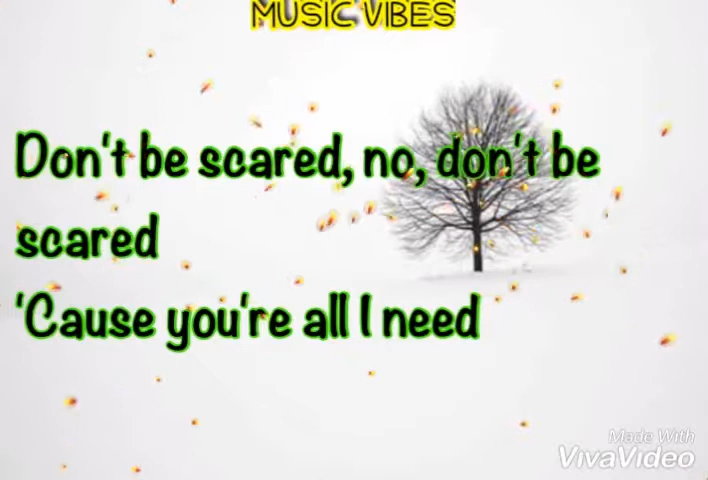 MUSIC VIBES
Don't be scared, no, don't be
scared
'Cause you're all I need
Made With
VivaVideo